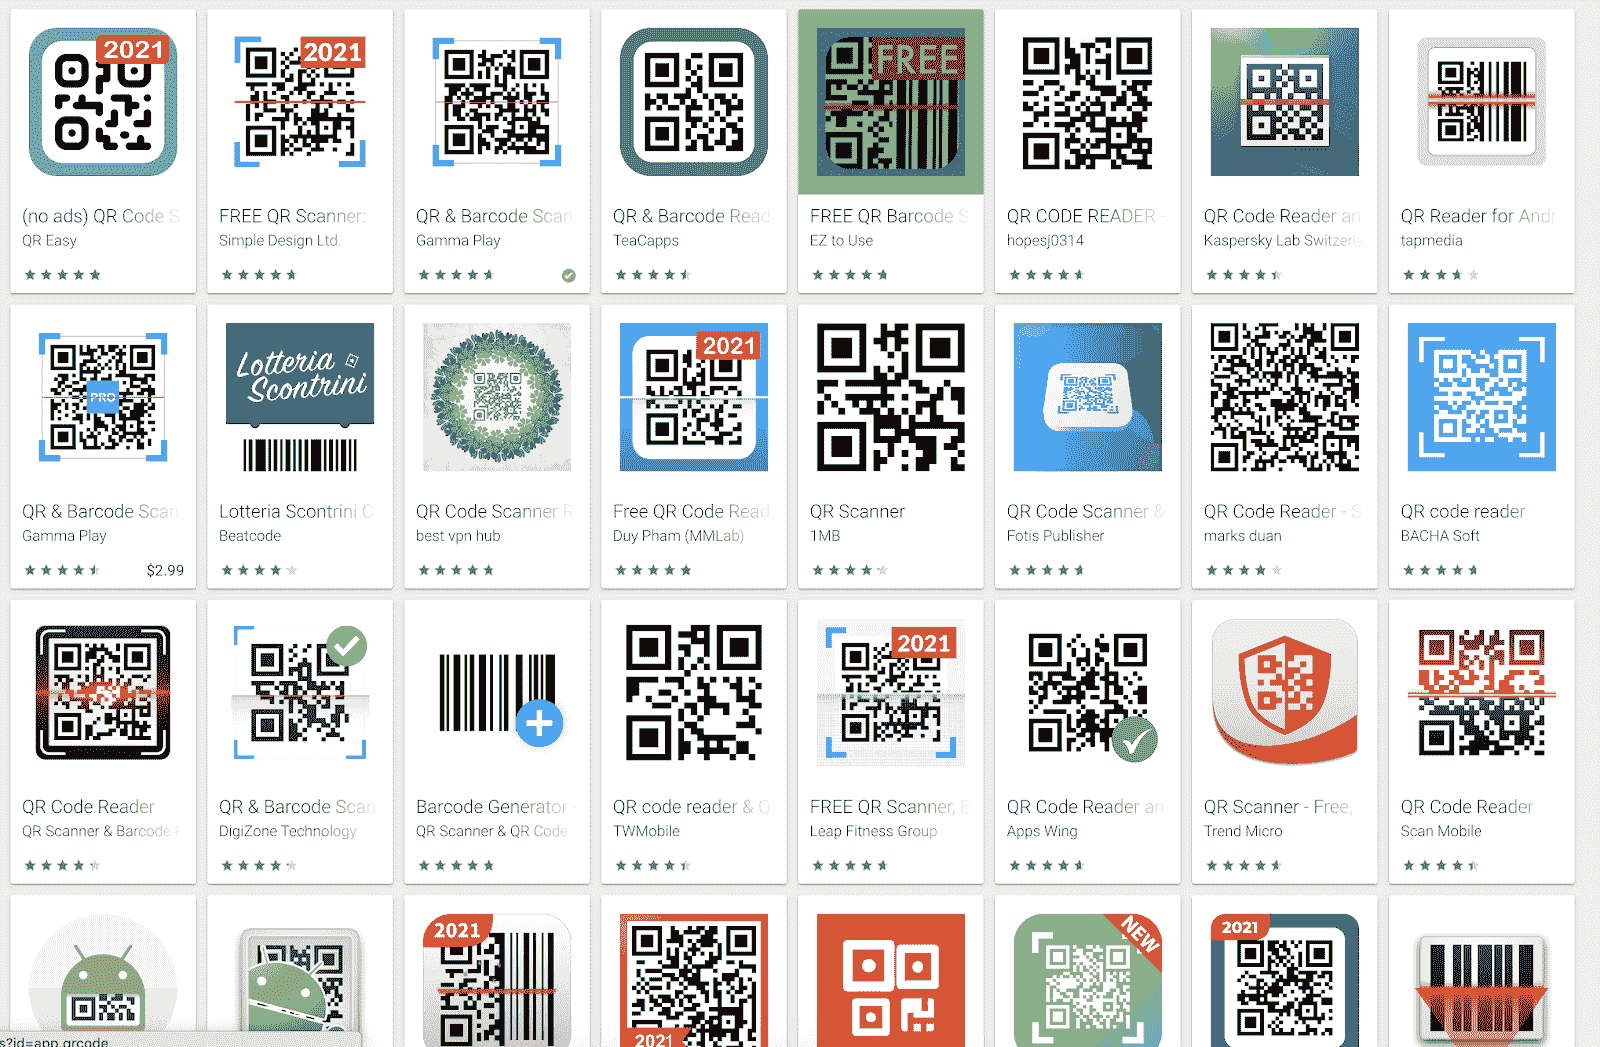 2021
2021
FREE
(no ads) QR Code S
QR Easy
FREE QR Scanner:
Simple Design Ltd.
QR & Barcode Scan
Gamma Play
QR & Barcode Read
TeaCapps
FREE QR Barcode S
EZ to Use
QR CODE READER -
hopesj0314
QR Code Reader an
Kaspersky Lab Switzerla
QR Reader for Andr
tapmedia
PRO
Lotteria
Scontrini
2021
QR & Barcode Scan
Gamma Play
$2.99
Lotteria Scontrini C
Beatcode
QR Code Scanner R
best vpn hub
Free QR Code Read
Duy Pham (MMLab)
QR Scanner
1MB
QR Code Scanner &
Fotis Publisher
QR Code Reader - S
marks duan
QR code reader
BACHA Soft
2021
QR Code Reader
QR Scanner & Barcode R
QR & Barcode Scan
DigiZone Technology
Barcode Generator -
QR Scanner & QR Code
QR code reader & Q
TWMobile
FREE QR Scanner, B
Leap Fitness Group
QR Code Reader an
Apps Wing
QR Scanner - Free,
Trend Micro
QR Code Reader
Scan Mobile
2021
2021
NEW
2021
s?id=app.qrcode